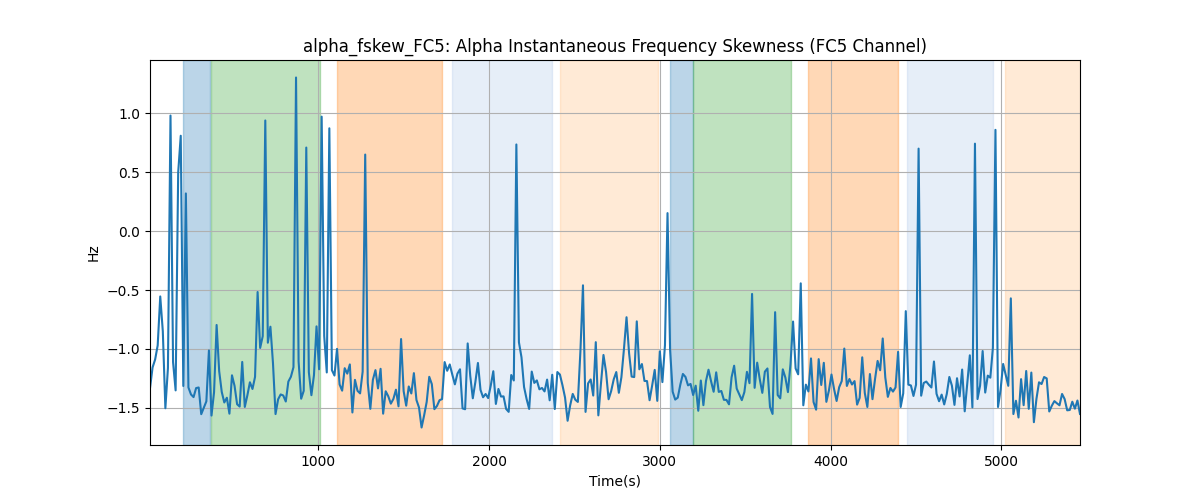 alpha_fskew_FC5: Alpha Instantaneous Frequency Skewness (FC5 Channel)
1.0
0.5
0.0
−0.5
−1.0
−1.5
Hz
1000 2000 3000 4000 5000
Time(s)